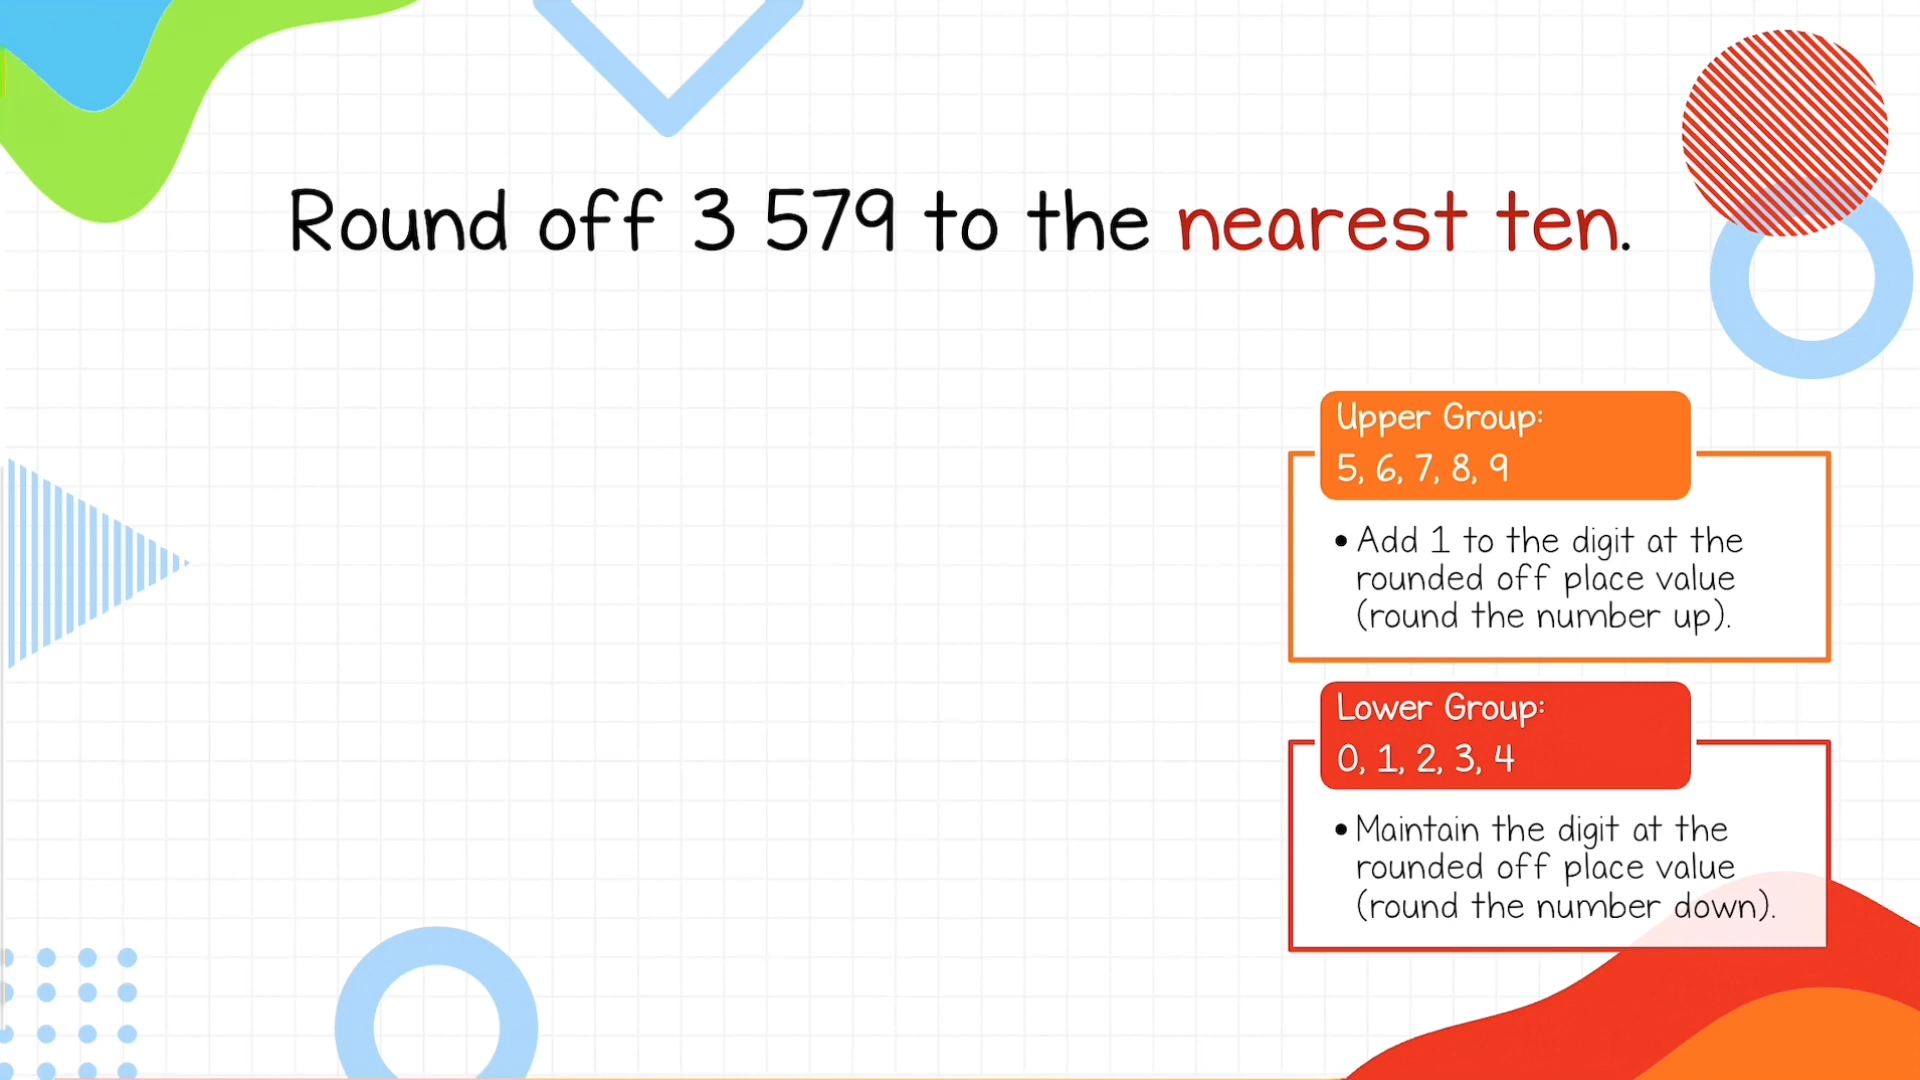 Round off 3 579 to the nearest ten.
Upper Group:
5, 6, 7, 8, 9
• Add 1 to the digit at the
rounded off place value
(round the number up).
Lower Group:
0, 1, 2, 3, 4
• Maintain the digit at the
rounded off place value
(round the number down).